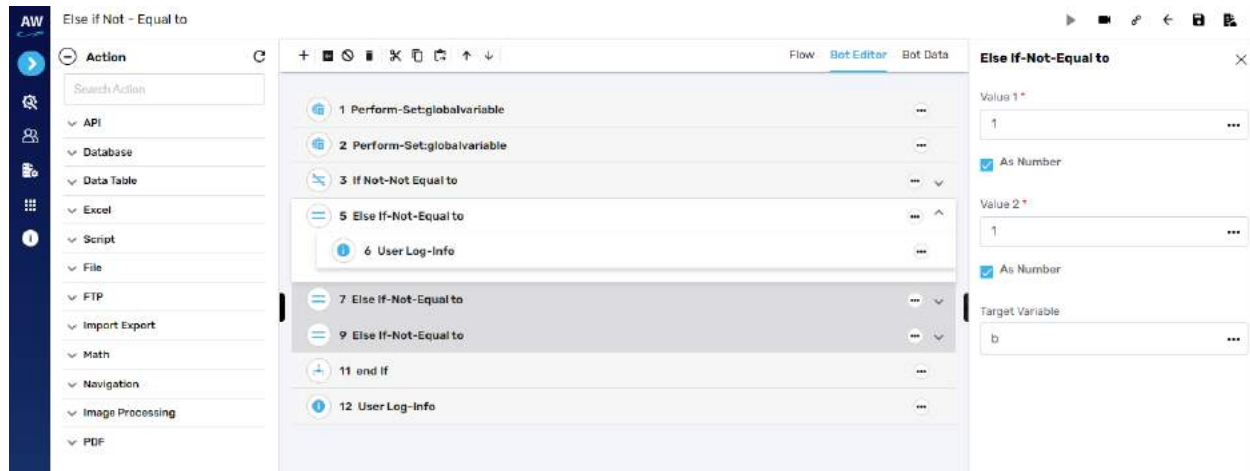 AW
Else if Not - Equal to
Action
Search Action
API
Database
Data Table
Excel
Script
File
FTP
Import Export
Math
Navigation
Image Processing
PDF
Flow Bot Editor Bot Data
1 Perform-Set:globalvariable
2 Perform-Set:globalvariable
3 If Not-Not Equal to
5 Else If-Not-Equal to
6 User Log-Info
7 Else If-Not-Equal to
9 Else If-Not-Equal to
11 end If
12 User Log-Info
Else If-Not-Equal to
Value 1 *
1
As Number
Value 2 *
1
As Number
Target Variable
b